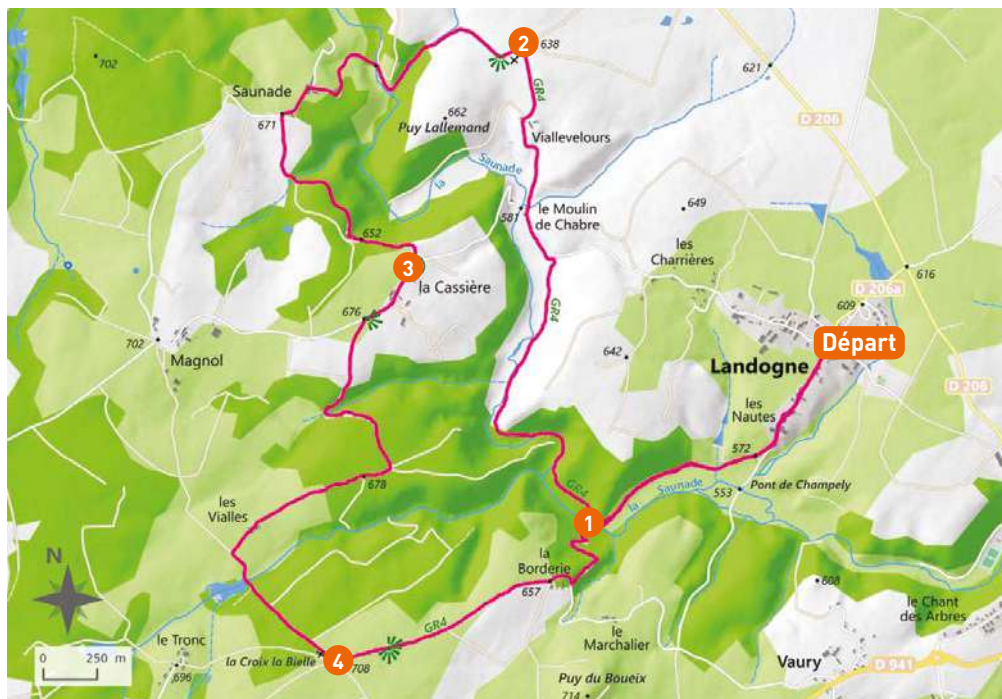 2
638
702
GR4
621
Saunade
671
662
Puy Lallemand
Viallevelours
D 206
la Saunade
581
le Moulin
de Chabre
649
652
les
Charrières
3
la Cassière
616
D 206a
609
676
GR4
Départ
702
Magnol
642
Landogne
les
Nautes
D 206
572
678
GR4
la Saunade
553
Pont de Champely
les
Vialles
1
N
la
Borderie
657
GR4
608
le Chant
des Arbres
le
Marchalier
0 250 m
le Tronc
696
la Croix la Bielle
4
708
Vaury
D 941
Puy du Boueix
714